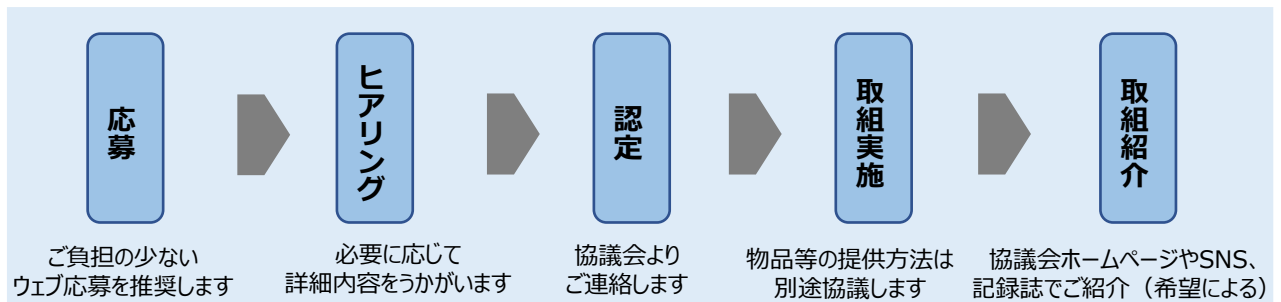 応募
ヒアリング
認定
取組実施
取組紹介
ご負担の少ない
ウェブ応募を推奨します
必要に応じて
詳細内容をうかがいます
協議会より
ご連絡します
物品等の提供方法は
別途協議します
協議会ホームページやSNS、
記録誌でご紹介（希望による）